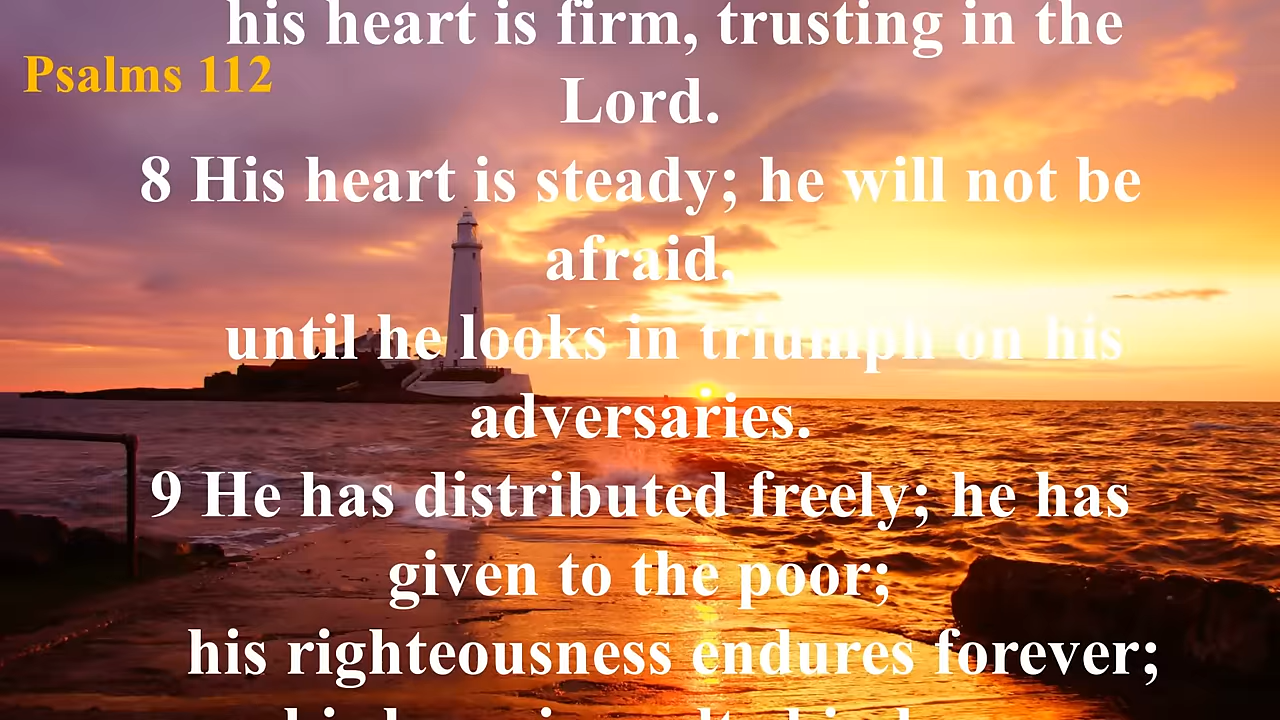 his heart is firm, trusting in the
Psalms 112
Lord.
8 His heart is steady; he will not be
afraid,
until he looks in triumph on his
adversaries.
9 He has distributed freely; he has
given to the poor;
his righteousness endures forever;